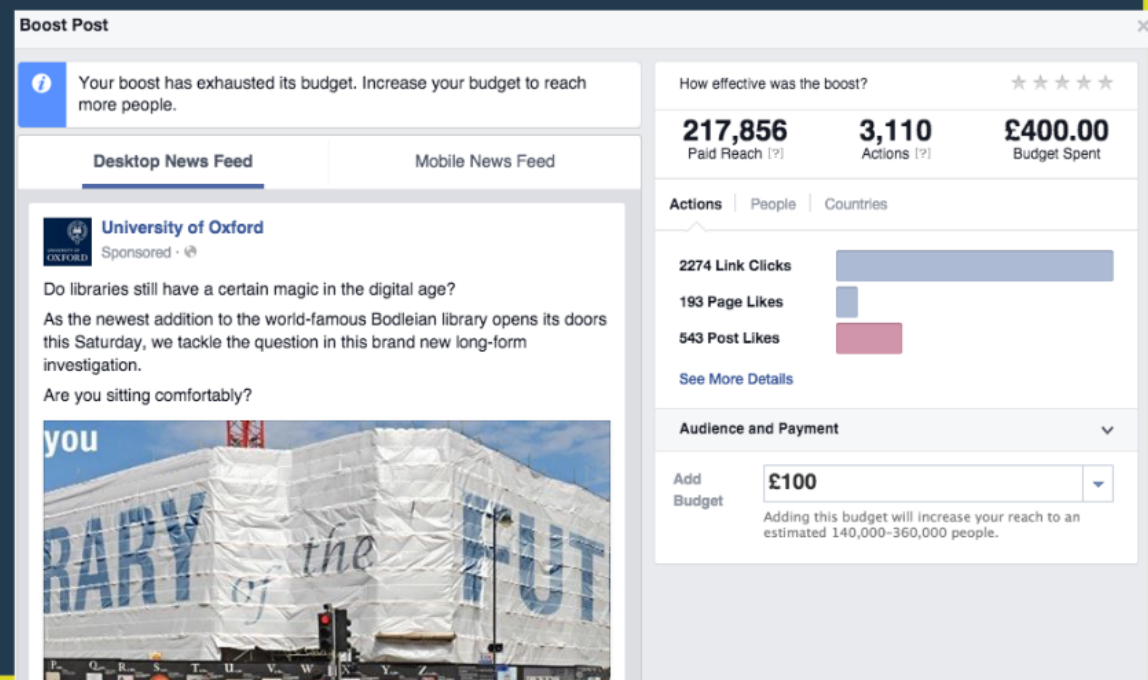 Boost Post
Your boost has exhausted its budget. Increase your budget to reach
more people.
Desktop News Feed
Mobile News Feed
UNIVERSITY OF
OXFORD
University of Oxford
Sponsored ·
Do libraries still have a certain magic in the digital age?
As the newest addition to the world-famous Bodleian library opens its doors
this Saturday, we tackle the question in this brand new long-form
investigation.
Are you sitting comfortably?
you
RARY of the FUT
P Q R S T U V W X Y Z
How effective was the boost?
217,856 3,110 £400.00
Paid Reach [?] Actions [?] Budget Spent
Actions People Countries
2274 Link Clicks
193 Page Likes
543 Post Likes
See More Details
Audience and Payment
Add
Budget
£100
Adding this budget will increase your reach to an
estimated 140,000-360,000 people.